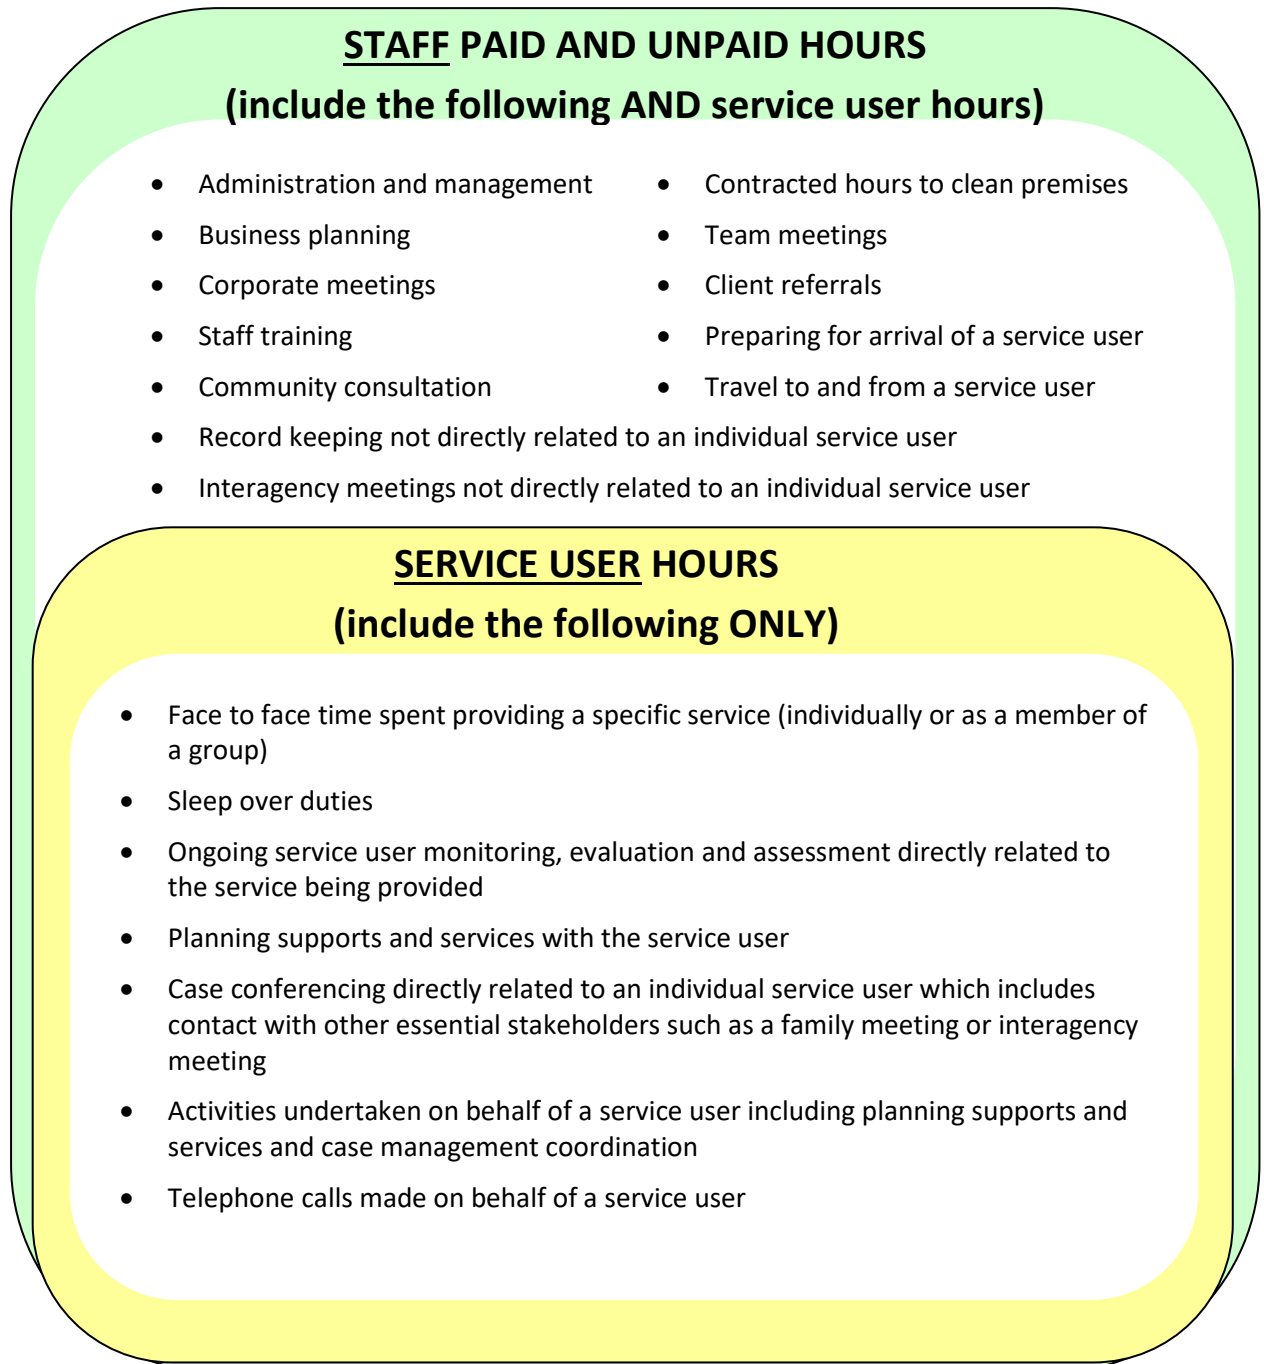 STAFF PAID AND UNPAID HOURS
(include the following AND service user hours)
• Administration and management
• Business planning
• Corporate meetings
• Staff training
• Community consultation
• Contracted hours to clean premises
• Team meetings
• Client referrals
• Preparing for arrival of a service user
• Travel to and from a service user
• Record keeping not directly related to an individual service user
• Interagency meetings not directly related to an individual service user
SERVICE USER HOURS
(include the following ONLY)
• Face to face time spent providing a specific service (individually or as a member of
a group)
• Sleep over duties
• Ongoing service user monitoring, evaluation and assessment directly related to
the service being provided
• Planning supports and services with the service user
• Case conferencing directly related to an individual service user which includes
contact with other essential stakeholders such as a family meeting or interagency
meeting
• Activities undertaken on behalf of a service user including planning supports and
services and case management coordination
• Telephone calls made on behalf of a service user